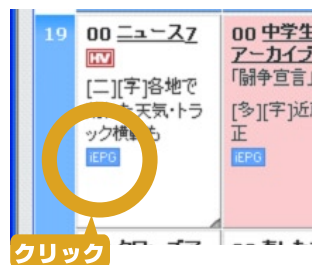 19
00 ニュース7
HV
[二][字]各地で
天気・トラ
ック横転も
iEPG
00 中学生
アーカイブ
「闘争宣言」
[多][字]近
正
iEPG
クリック